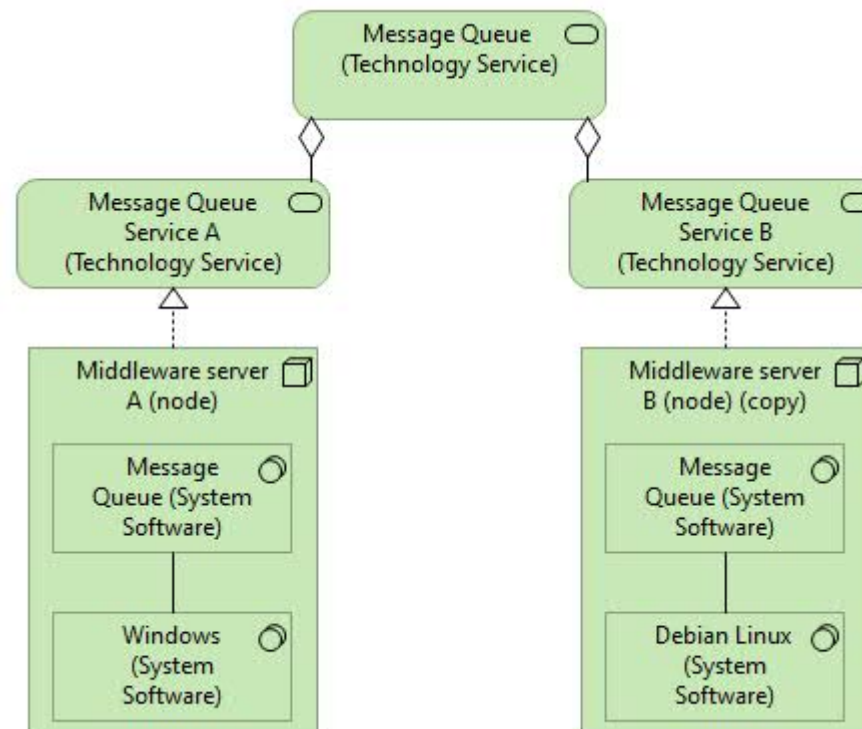 Message Queue
(Technology Service)
Message Queue
Service A
(Technology Service)
Message Queue
Service B
(Technology Service)
Middleware server
A (node)
Message
Queue (System
Software)
Windows
(System
Software)
Middleware server
B (node) (copy)
Message
Queue (System
Software)
Debian Linux
(System
Software)